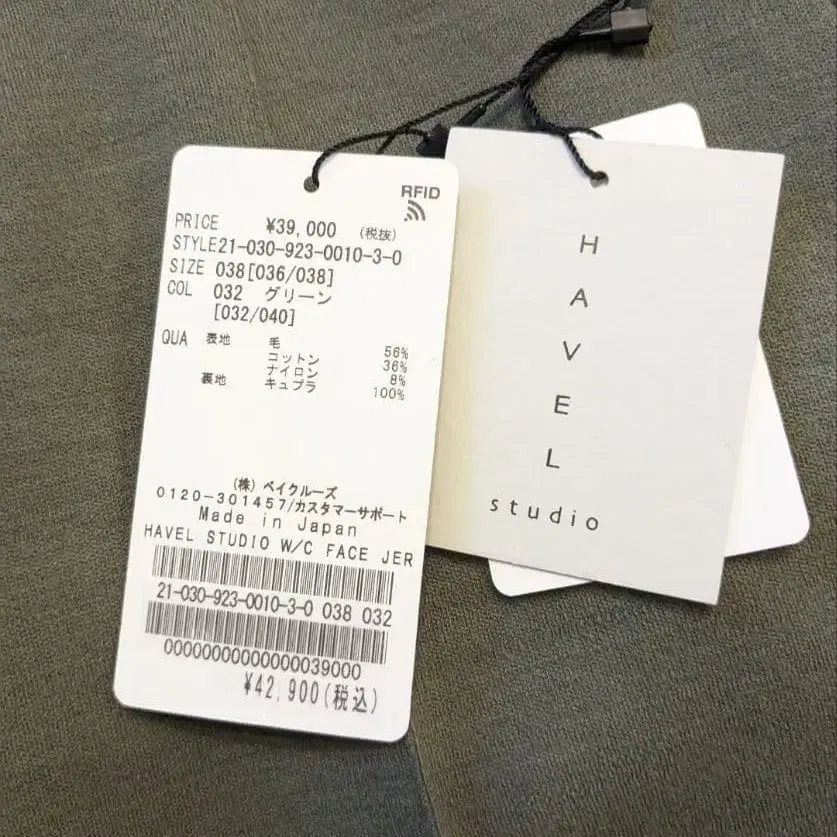 RFID
PRICE ¥39,000 (税抜)
STYLE21-030-923-0010-3-0
SIZE 038[036/038]
COL 032 グリーン
[032/040]
QUA 表地 毛 56%
コットン 36%
ナイロン 8%
裏地 キュプラ 100%
(株) ベイクルーズ
0120-301457/カスタマーサポート
Made in Japan
HAVEL STUDIO W/C FACE JER
21-030-923-0010-3-0 038 032
0000000000000039000
¥42,900(税込)
H
A
V
E
L
studio